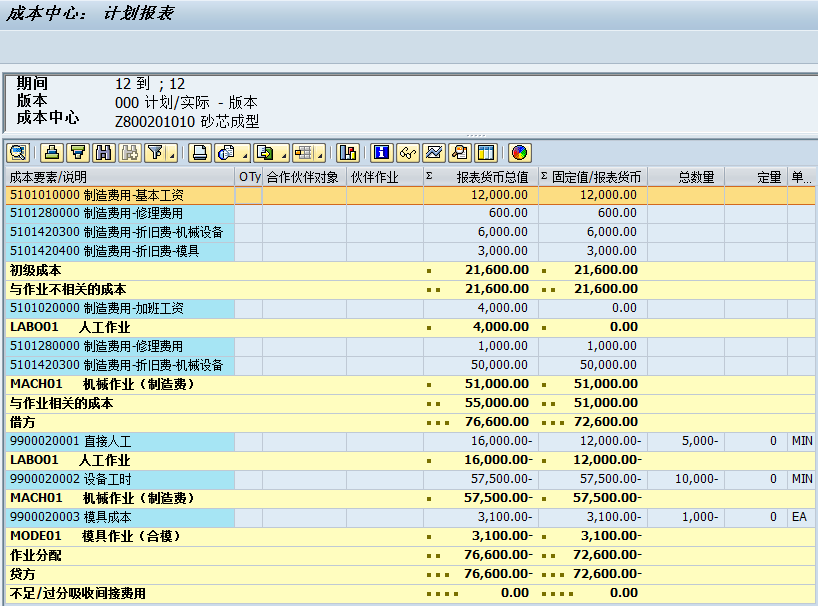 成本中心： 计划报表
期间 12 到 ; 12
版本 000 计划/实际 - 版本
成本中心 Z800201010 砂芯成型
成本要素/说明 OTy 合作伙伴对象 伙伴作业 Σ 报表货币总值 Σ 固定值/报表货币 总数量 定量 单...
5101010000 制造费用-基本工资 12,000.00 12,000.00
5101280000 制造费用-修理费用 600.00 600.00
5101420300 制造费用-折旧费-机械设备 6,000.00 6,000.00
5101420400 制造费用-折旧费-模具 3,000.00 3,000.00
初级成本 ▪ 21,600.00 ▪ 21,600.00
与作业不相关的成本 ▪▪ 21,600.00 ▪▪ 21,600.00
5101020000 制造费用-加班工资 4,000.00 0.00
LABO01 人工作业 ▪ 4,000.00 ▪ 0.00
5101280000 制造费用-修理费用 1,000.00 1,000.00
5101420300 制造费用-折旧费-机械设备 50,000.00 50,000.00
MACH01 机械作业（制造费） ▪ 51,000.00 ▪ 51,000.00
与作业相关的成本 ▪▪ 55,000.00 ▪▪ 51,000.00
借方 ▪▪▪ 76,600.00 ▪▪▪ 72,600.00
9900020001 直接人工 16,000.00- 12,000.00- 5,000- 0 MIN
LABO01 人工作业 ▪ 16,000.00- ▪ 12,000.00-
9900020002 设备工时 57,500.00- 57,500.00- 10,000- 0 MIN
MACH01 机械作业（制造费） ▪ 57,500.00- ▪ 57,500.00-
9900020003 模具成本 3,100.00- 3,100.00- 1,000- 0 EA
MODE01 模具作业（合模） ▪ 3,100.00- ▪ 3,100.00-
作业分配 ▪▪ 76,600.00- ▪▪ 72,600.00-
贷方 ▪▪▪ 76,600.00- ▪▪▪ 72,600.00-
不足/过分吸收间接费用 ▪▪▪▪ 0.00 ▪▪▪▪ 0.00